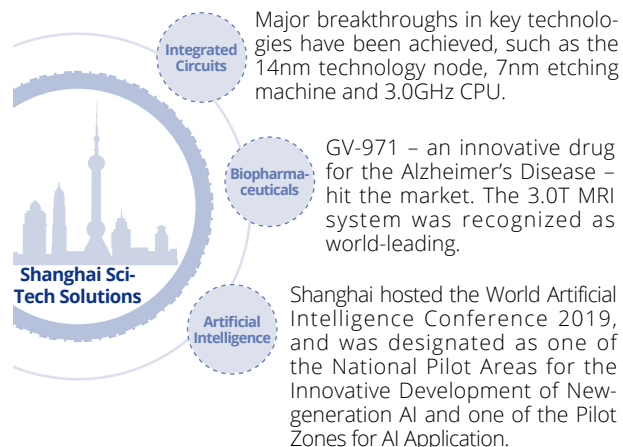 Integrated
Circuits
Major breakthroughs in key technolo-
gies have been achieved, such as the
14nm technology node, 7nm etching
machine and 3.0GHz CPU.
Biopharma-
ceuticals
GV-971 – an innovative drug
for the Alzheimer’s Disease –
hit the market. The 3.0T MRI
system was recognized as
world-leading.
Shanghai Sci-
Tech Solutions
Artificial
Intelligence
Shanghai hosted the World Artificial
Intelligence Conference 2019,
and was designated as one of
the National Pilot Areas for the
Innovative Development of New-
generation AI and one of the Pilot
Zones for AI Application.